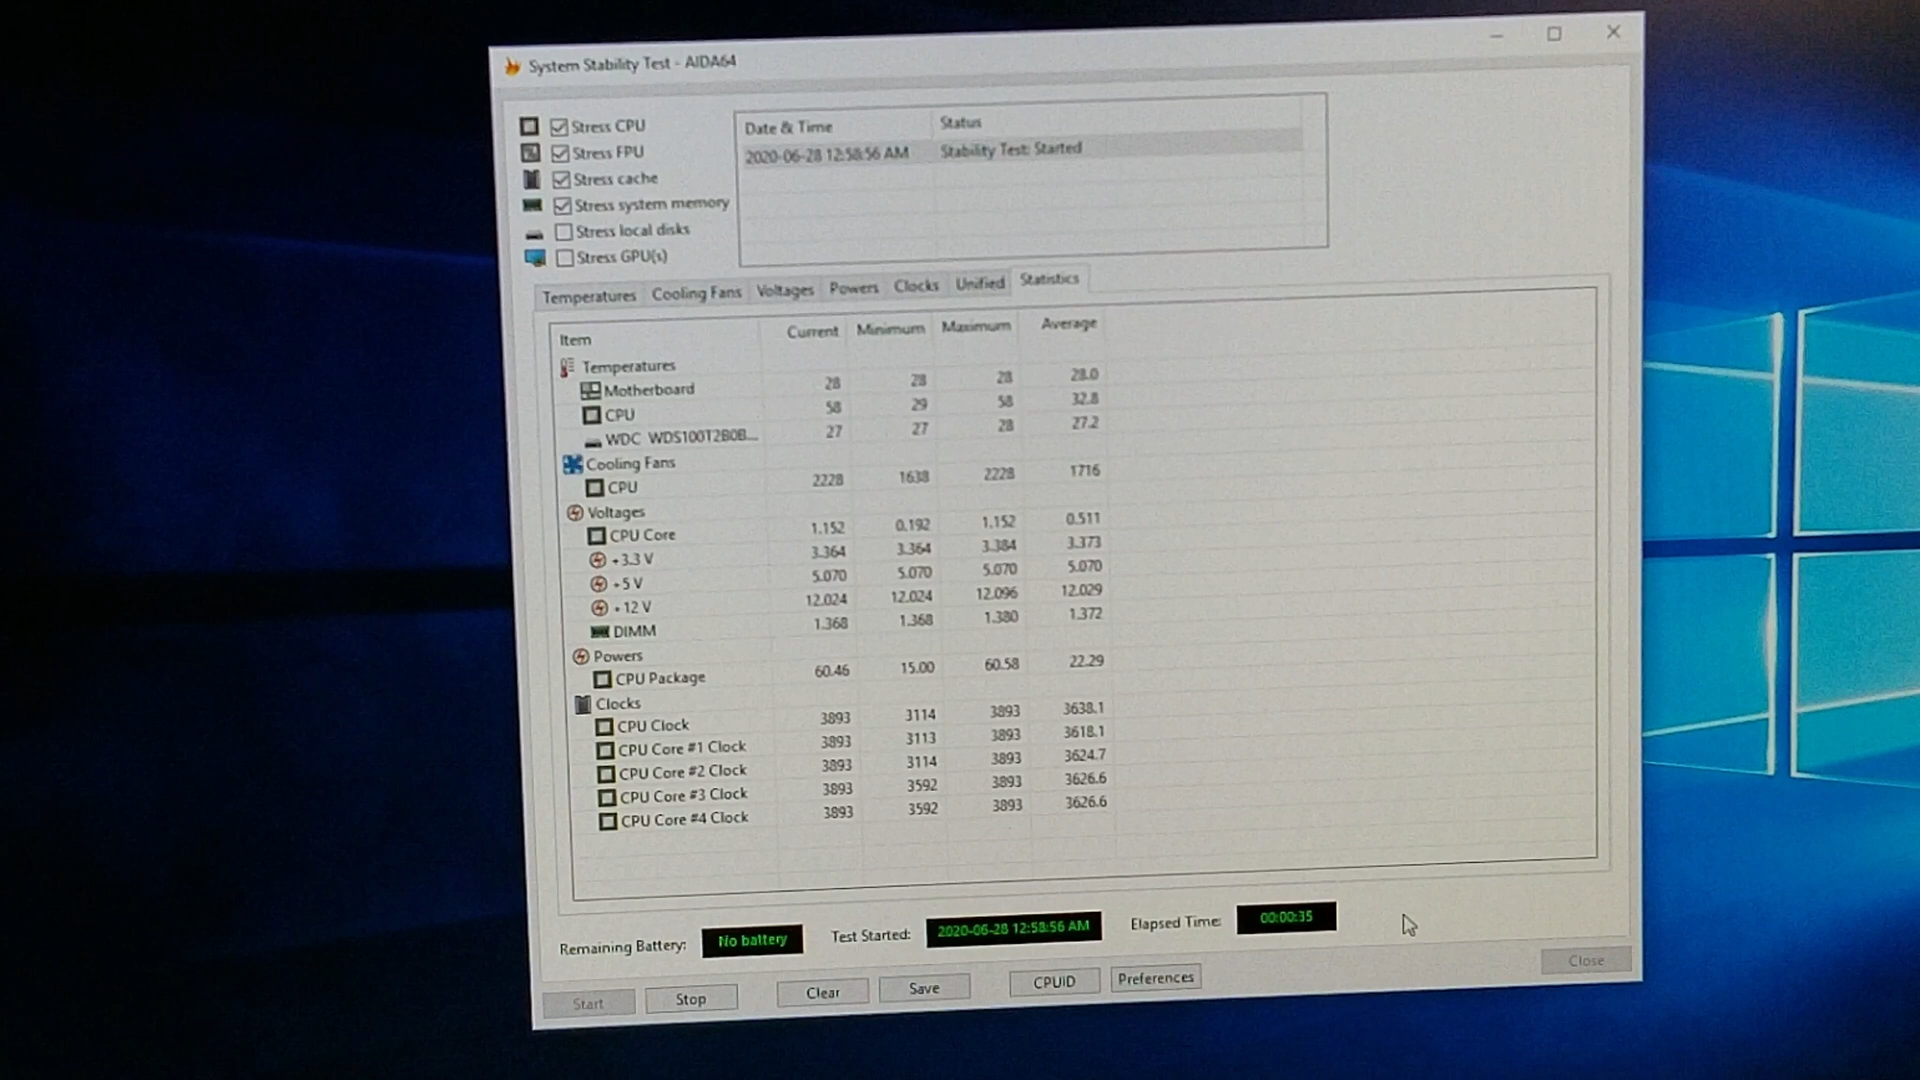 System Stability Test - AIDA64
Stress CPU
Stress FPU
Stress cache
Stress system memory
Stress local disks
Stress GPU(s)
Date & Time Status
2020-06-28 12:58:56 AM Stability Test: Started
Temperatures Cooling Fans Voltages Powers Clocks Unified Statistics
Item Current Minimum Maximum Average
Temperatures
Motherboard 28 28 28 28.0
CPU 58 29 58 32.8
WDC WDS100T2B0B... 27 27 28 27.2
Cooling Fans
CPU 2228 1638 2228 1716
Voltages
CPU Core 1.152 0.192 1.152 0.511
+3.3 V 3.364 3.364 3.384 3.373
+5 V 5.070 5.070 5.070 5.070
+12 V 12.024 12.024 12.096 12.029
DIMM 1.368 1.368 1.380 1.372
Powers
CPU Package 60.46 15.00 60.58 22.29
Clocks
CPU Clock 3893 3114 3893 3638.1
CPU Core #1 Clock 3893 3113 3893 3618.1
CPU Core #2 Clock 3893 3114 3893 3624.7
CPU Core #3 Clock 3893 3592 3893 3626.6
CPU Core #4 Clock 3893 3592 3893 3626.6
Remaining Battery: No battery Test Started: 2020-06-28 12:58:56 AM Elapsed Time: 00:00:35
Start Stop Clear Save CPUID Preferences Close